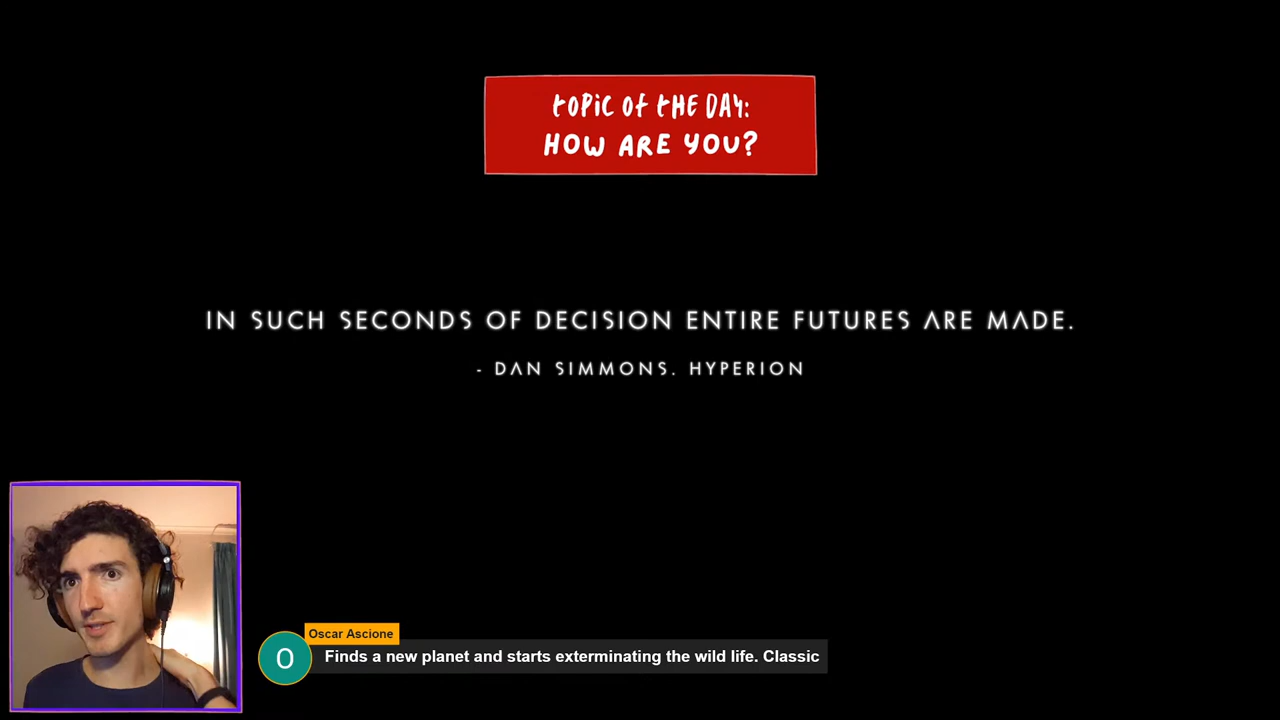 tOPiC Of tHE DAY:
HOW ARE YOU?
IN SUCH SECONDS OF DECISION ENTIRE FUTURES ARE MADE.
- DAN SIMMONS. HYPERION
Oscar Ascione
O
Finds a new planet and starts exterminating the wild life. Classic